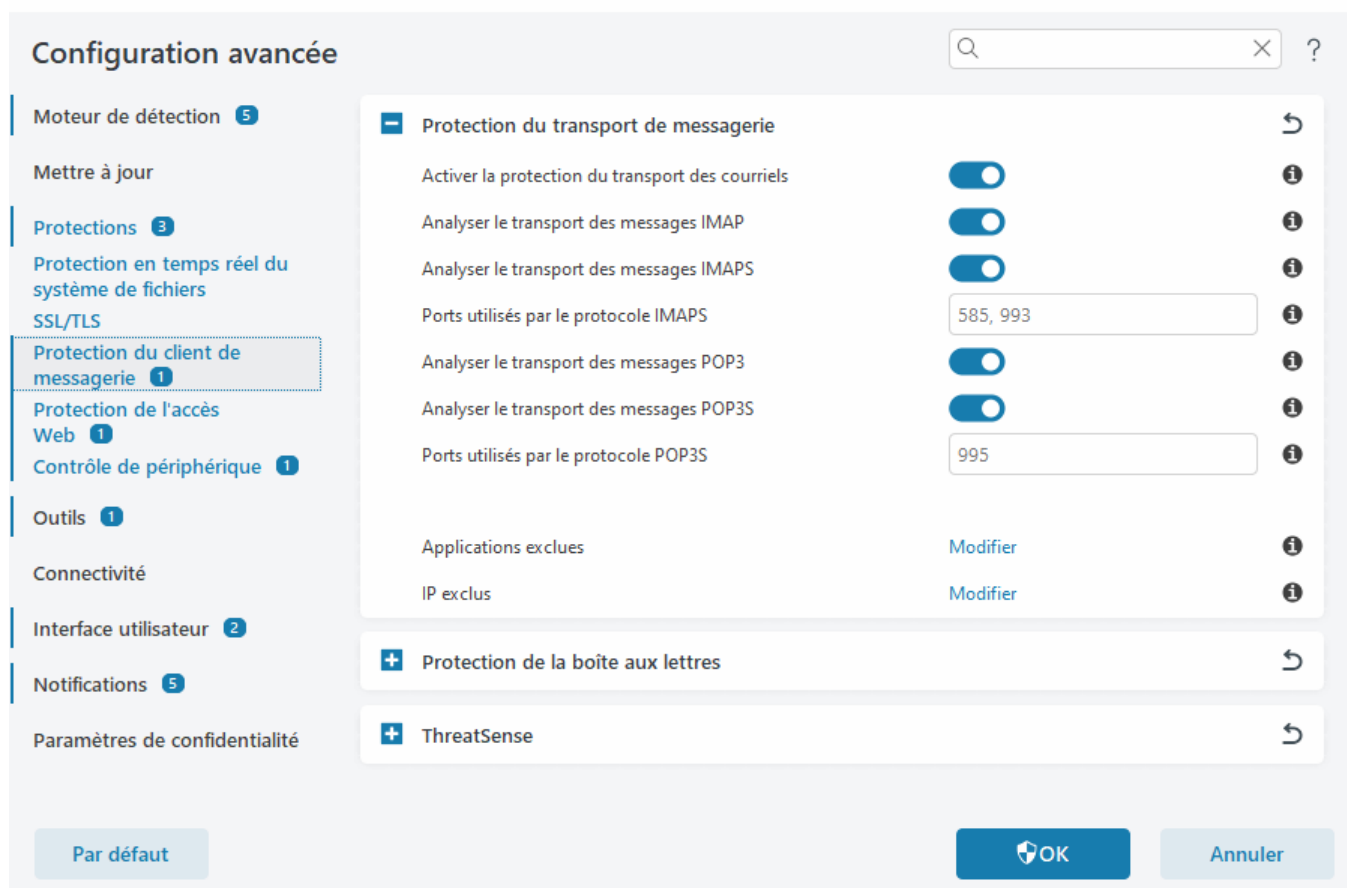 Configuration avancée
?
Moteur de détection 5
Mettre à jour
Protections 3
Protection en temps réel du
système de fichiers
SSL/TLS
Protection du client de
messagerie 1
Protection de l'accès
Web 1
Contrôle de périphérique 1
Outils 1
Connectivité
Interface utilisateur 2
Notifications 5
Paramètres de confidentialité
Protection du transport de messagerie
Activer la protection du transport des courriels
Analyser le transport des messages IMAP
Analyser le transport des messages IMAPS
Ports utilisés par le protocole IMAPS 585, 993
Analyser le transport des messages POP3
Analyser le transport des messages POP3S
Ports utilisés par le protocole POP3S 995
Applications exclues Modifier
IP exclus Modifier
Protection de la boîte aux lettres
ThreatSense
Par défaut
OK
Annuler